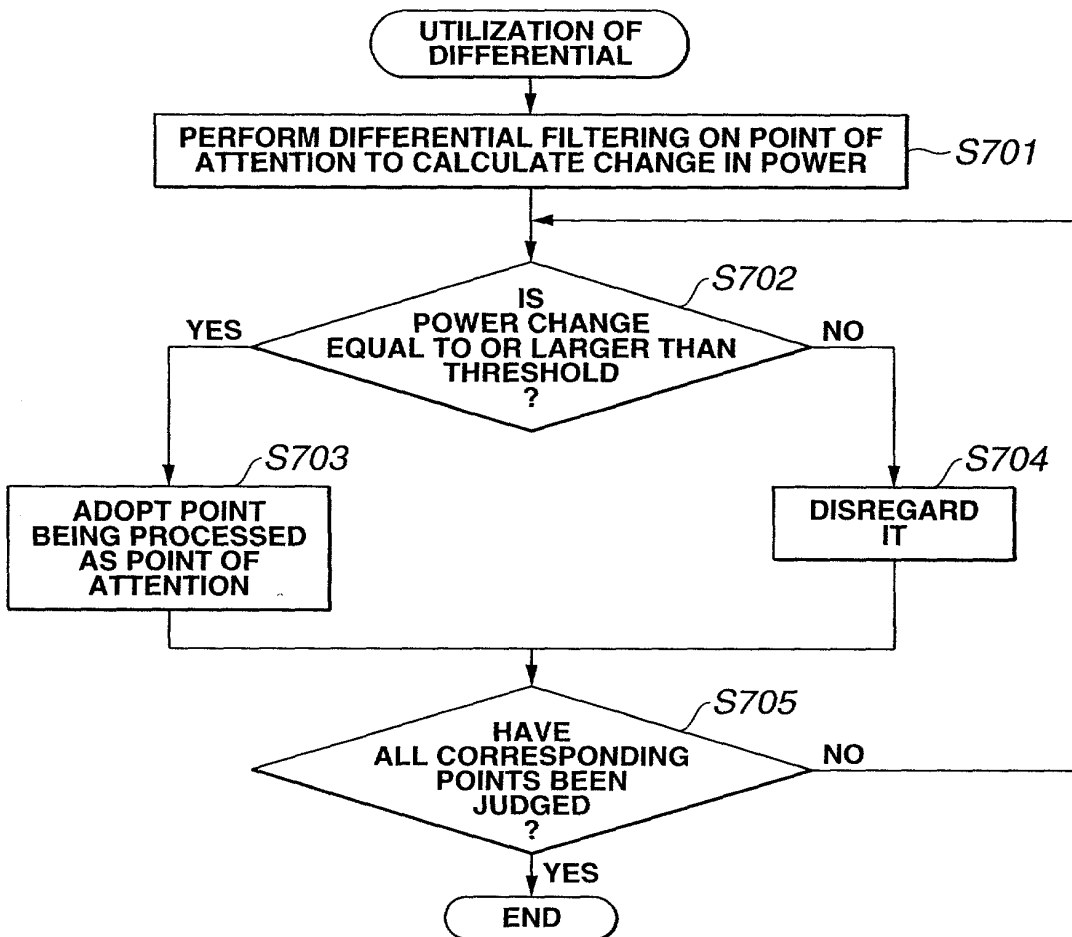 UTILIZATION OF
DIFFERENTIAL
PERFORM DIFFERENTIAL FILTERING ON POINT OF
ATTENTION TO CALCULATE CHANGE IN POWER
S701
S702
IS
POWER CHANGE
EQUAL TO OR LARGER THAN
THRESHOLD
?
YES
NO
S703
ADOPT POINT
BEING PROCESSED
AS POINT OF
ATTENTION
S704
DISREGARD
IT
S705
HAVE
ALL CORRESPONDING
POINTS BEEN
JUDGED
?
NO
YES
END